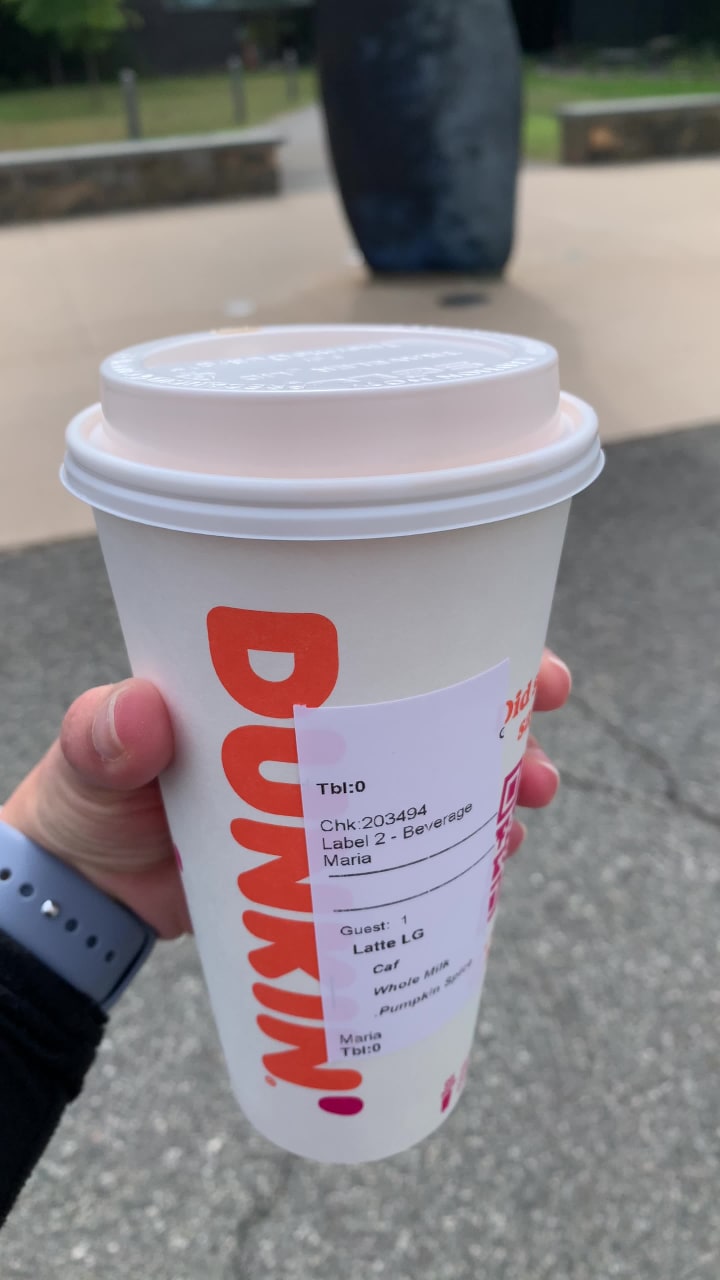 DUNKIN'
Tbl:0
Chk:203494
Label 2 - Beverage
Maria
Guest: 1
Latte LG
Caf
Whole Milk
.Pumpkin Spice
Maria
Tbl:0